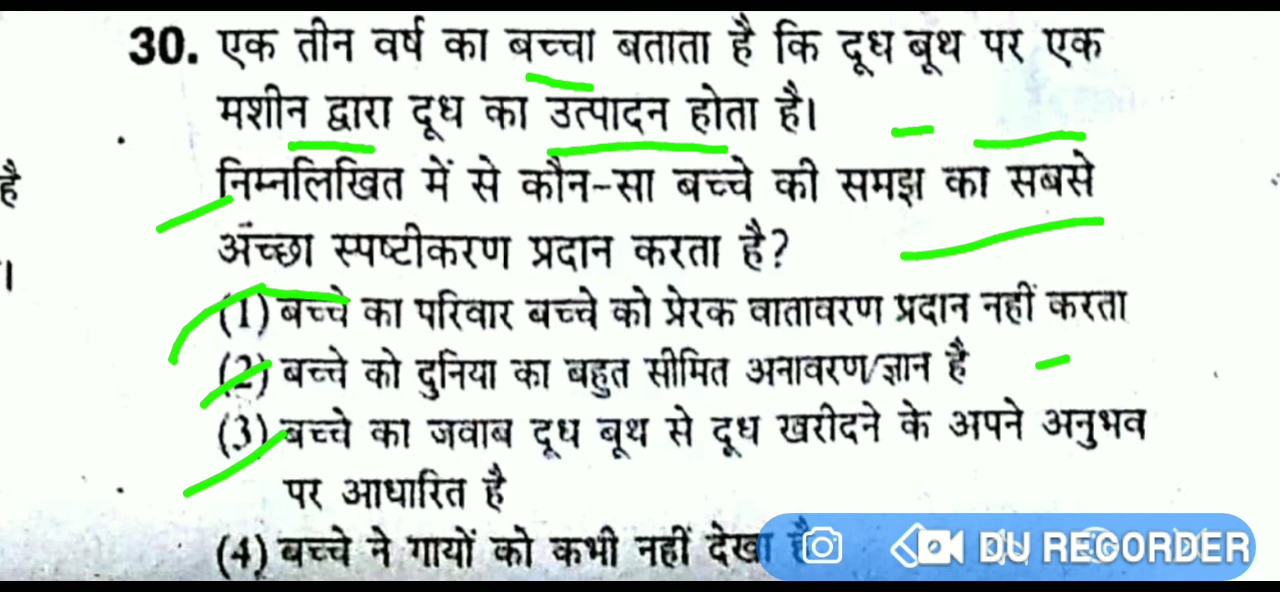 30. एक तीन वर्ष का बच्चा बताता है कि दूध बूथ पर एक
मशीन द्वारा दूध का उत्पादन होता है।
है
निम्नलिखित में से कौन-सा बच्चे की समझ का सबसे
अच्छा स्पष्टीकरण प्रदान करता है?
।
(1) बच्चे का परिवार बच्चे को प्रेरक वातावरण प्रदान नहीं करता
(2) बच्चे को दुनिया का बहुत सीमित अनावरण/ज्ञान है
(3) बच्चे का जवाब दूध बूथ से दूध खरीदने के अपने अनुभव
पर आधारित है
(4) बच्चे ने गायों को कभी नहीं देखा है
DU RECORDER